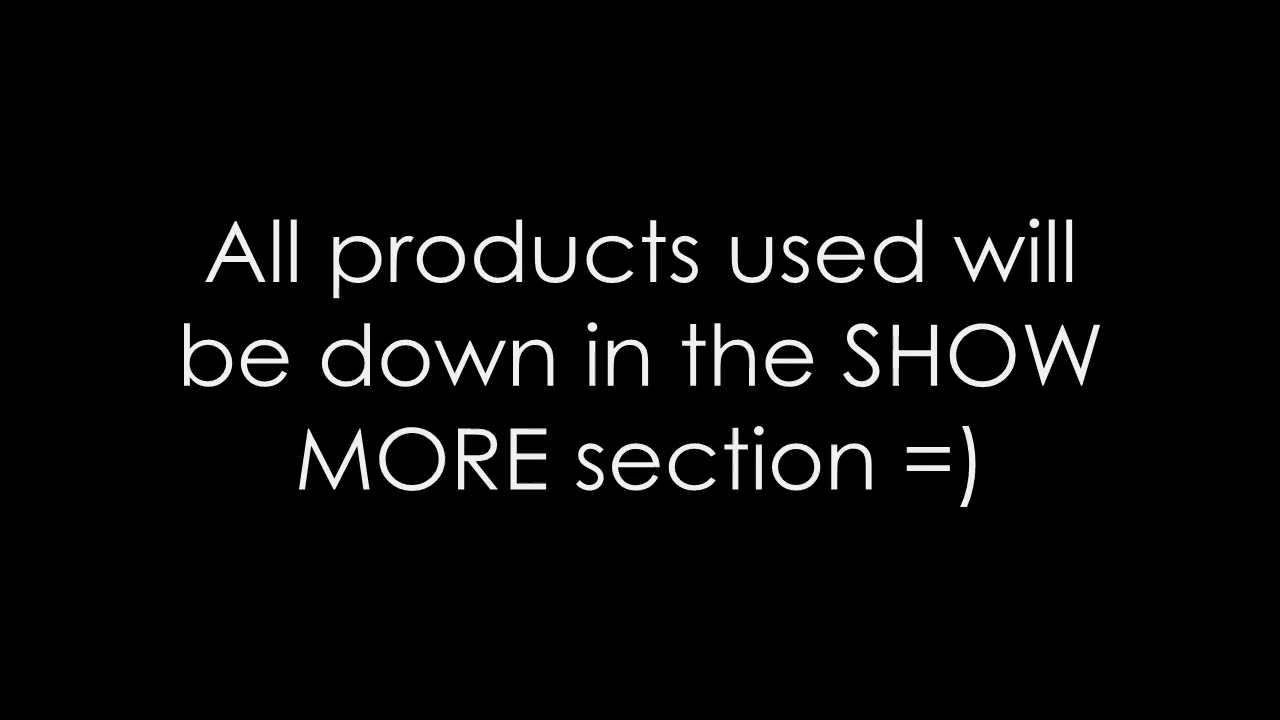 All products used will
be down in the SHOW
MORE section =)